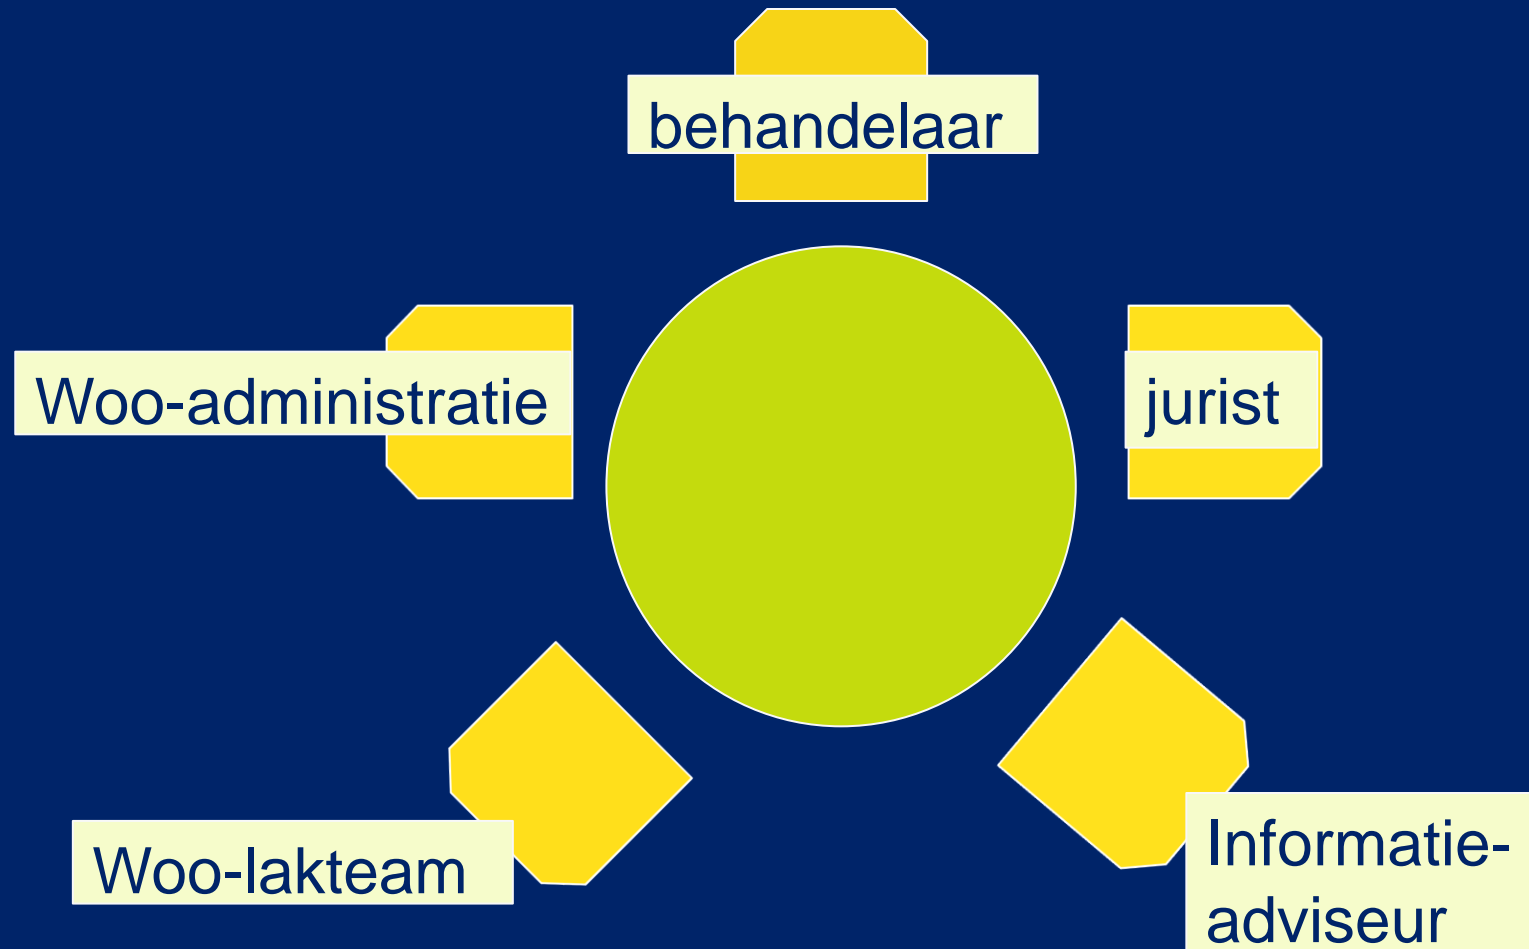 behandelaar
Woo-administratie
jurist
Woo-lakteam
Informatie-
adviseur